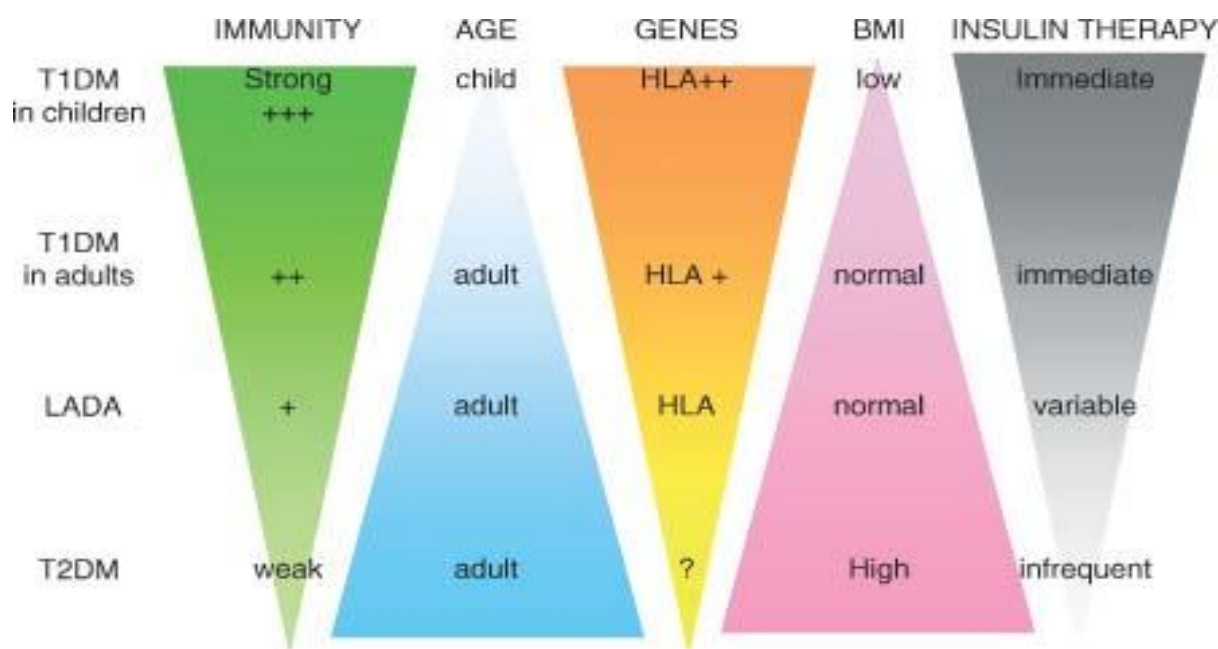 IMMUNITY AGE GENES BMI INSULIN THERAPY
T1DM Strong child HLA++ low Immediate
in children +++
T1DM
in adults ++ adult HLA + normal immediate
LADA + adult HLA normal variable
T2DM weak adult ? High infrequent